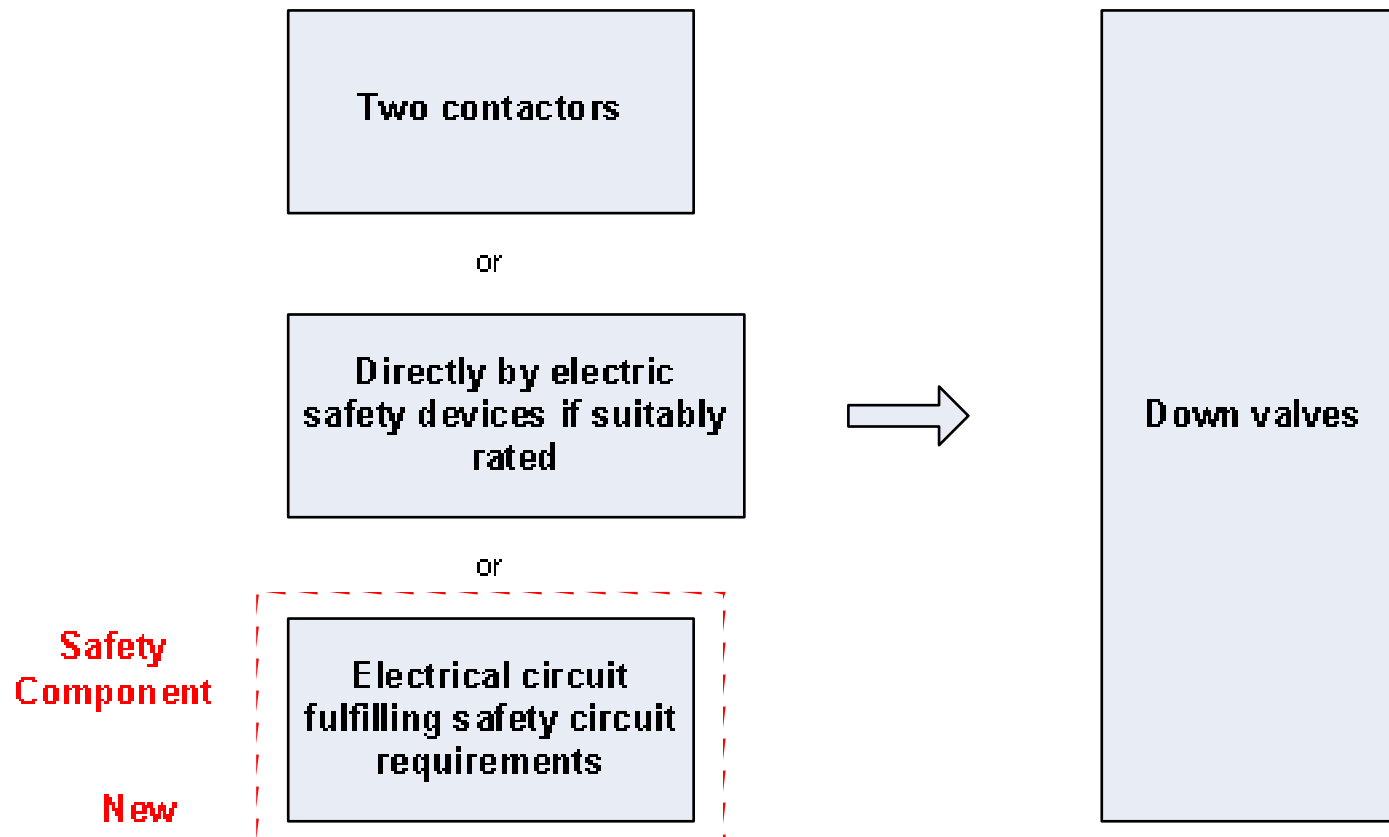 Two contactors
or
Directly by electric
safety devices if suitably
rated
Down valves
or
Safety
Component
New
Electrical circuit
fulfilling safety circuit
requirements